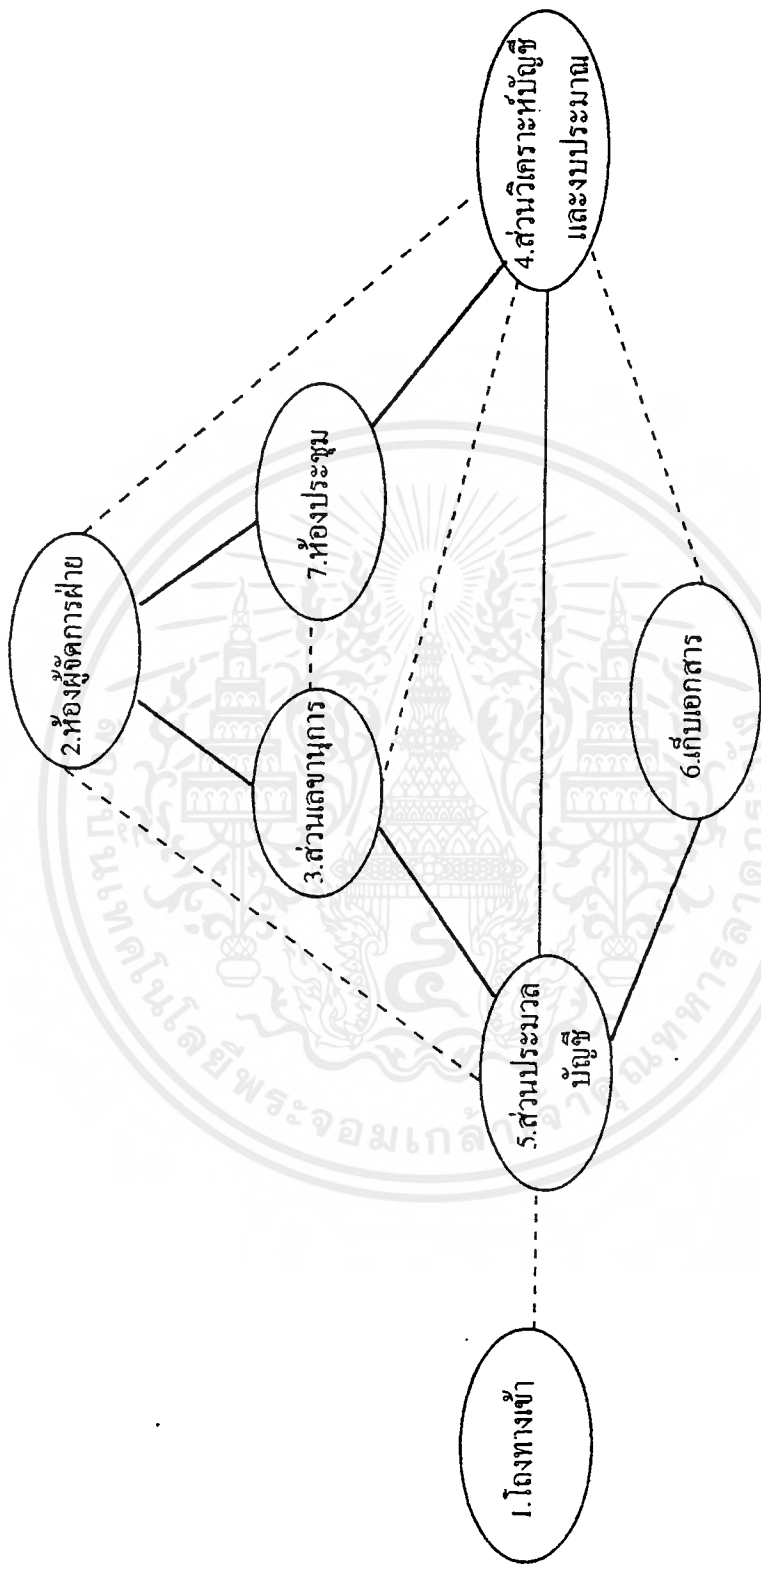 1.โถงทางเข้า
2.ห้องผู้จัดการฝ่าย
3.ส่วนเลขานุการ
4.ส่วนวิเคราะห์บัญชี
และงบประมาณ
5.ส่วนประมวล
บัญชี
6.เก็บเอกสาร
7.ห้องประชุม